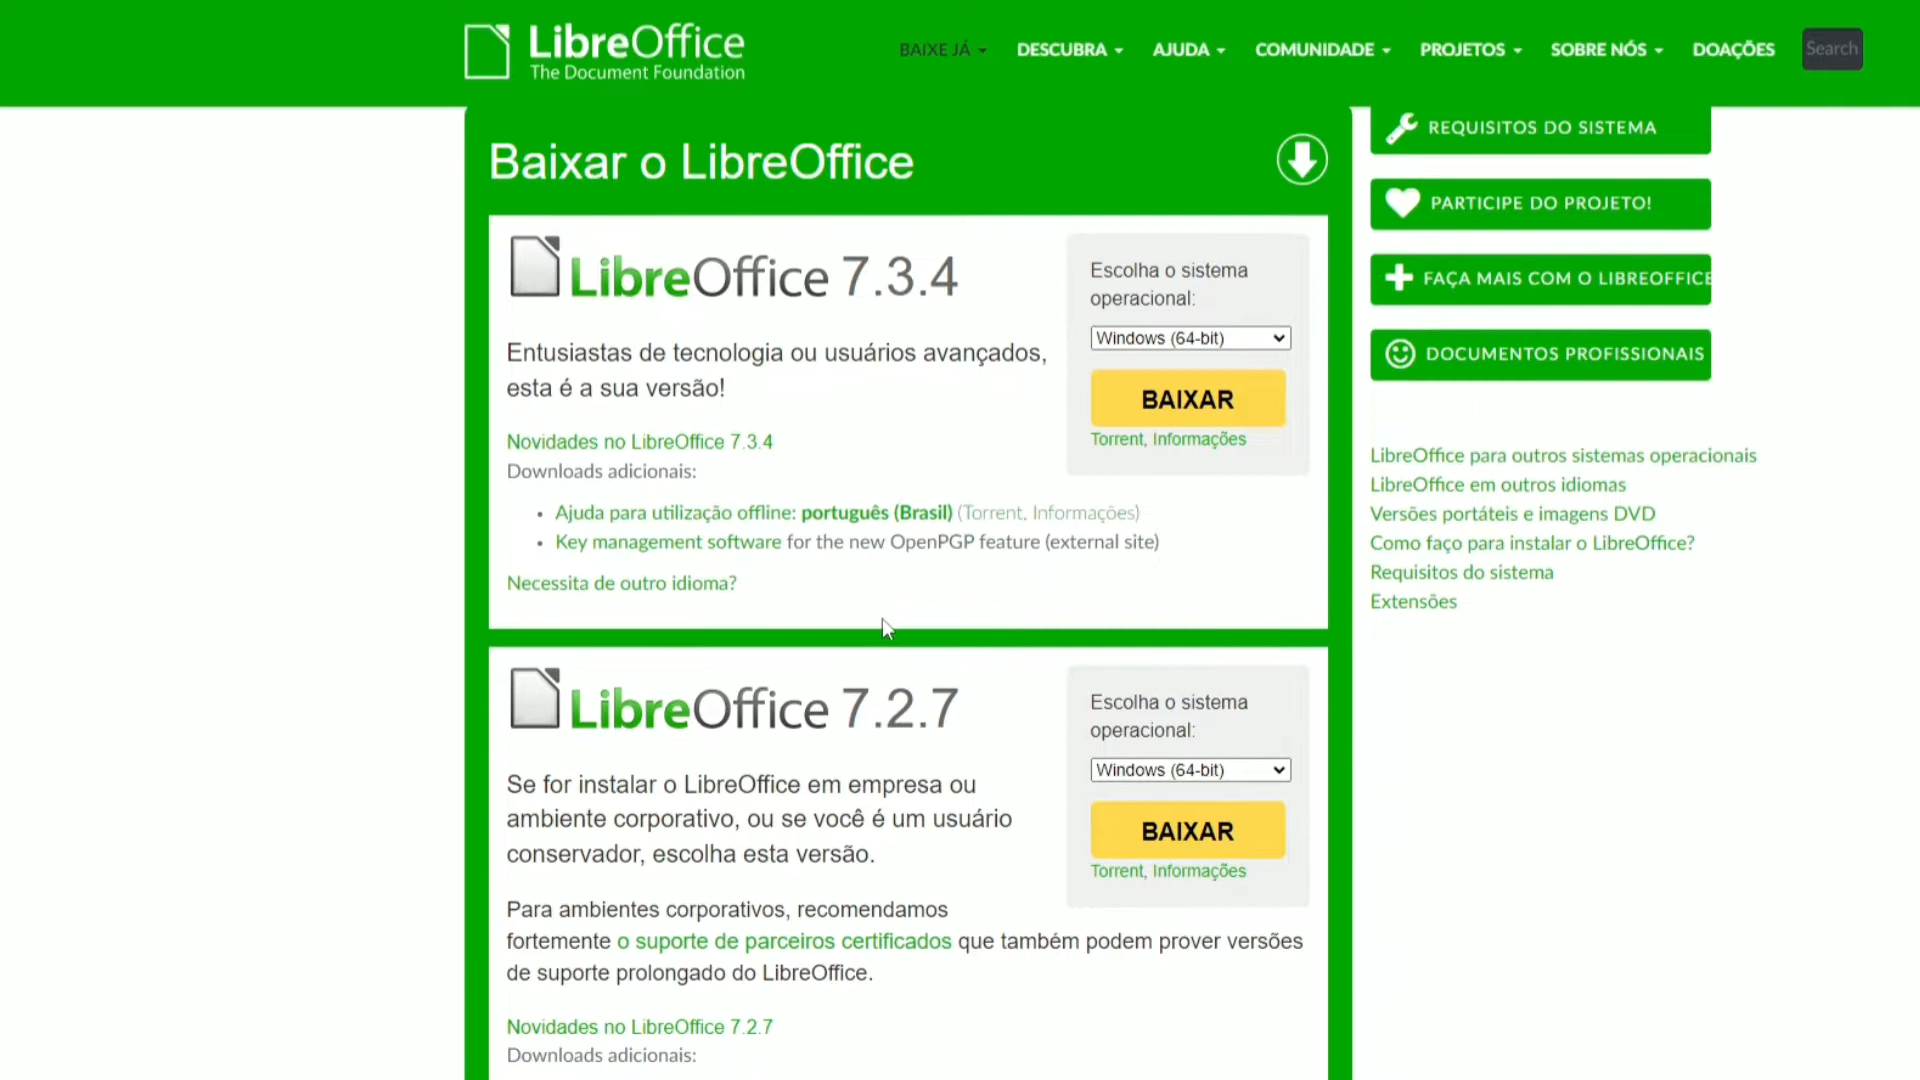 LibreOffice
The Document Foundation
BAIXE JÁ DESCUBRA AJUDA COMUNIDADE PROJETOS SOBRE NÓS DOAÇÕES Search
Baixar o LibreOffice
LibreOffice 7.3.4
Entusiastas de tecnologia ou usuários avançados,
esta é a sua versão!
Novidades no LibreOffice 7.3.4
Downloads adicionais:
• Ajuda para utilização offline: português (Brasil) (Torrent, Informações)
• Key management software for the new OpenPGP feature (external site)
Necessita de outro idioma?
Escolha o sistema
operacional:
Windows (64-bit)
BAIXAR
Torrent, Informações
LibreOffice 7.2.7
Se for instalar o LibreOffice em empresa ou
ambiente corporativo, ou se você é um usuário
conservador, escolha esta versão.
Para ambientes corporativos, recomendamos
fortemente o suporte de parceiros certificados que também podem prover versões
de suporte prolongado do LibreOffice.
Novidades no LibreOffice 7.2.7
Downloads adicionais:
Escolha o sistema
operacional:
Windows (64-bit)
BAIXAR
Torrent, Informações
REQUISITOS DO SISTEMA
PARTICIPE DO PROJETO!
FAÇA MAIS COM O LIBREOFFICE
DOCUMENTOS PROFISSIONAIS
LibreOffice para outros sistemas operacionais
LibreOffice em outros idiomas
Versões portáteis e imagens DVD
Como faço para instalar o LibreOffice?
Requisitos do sistema
Extensões